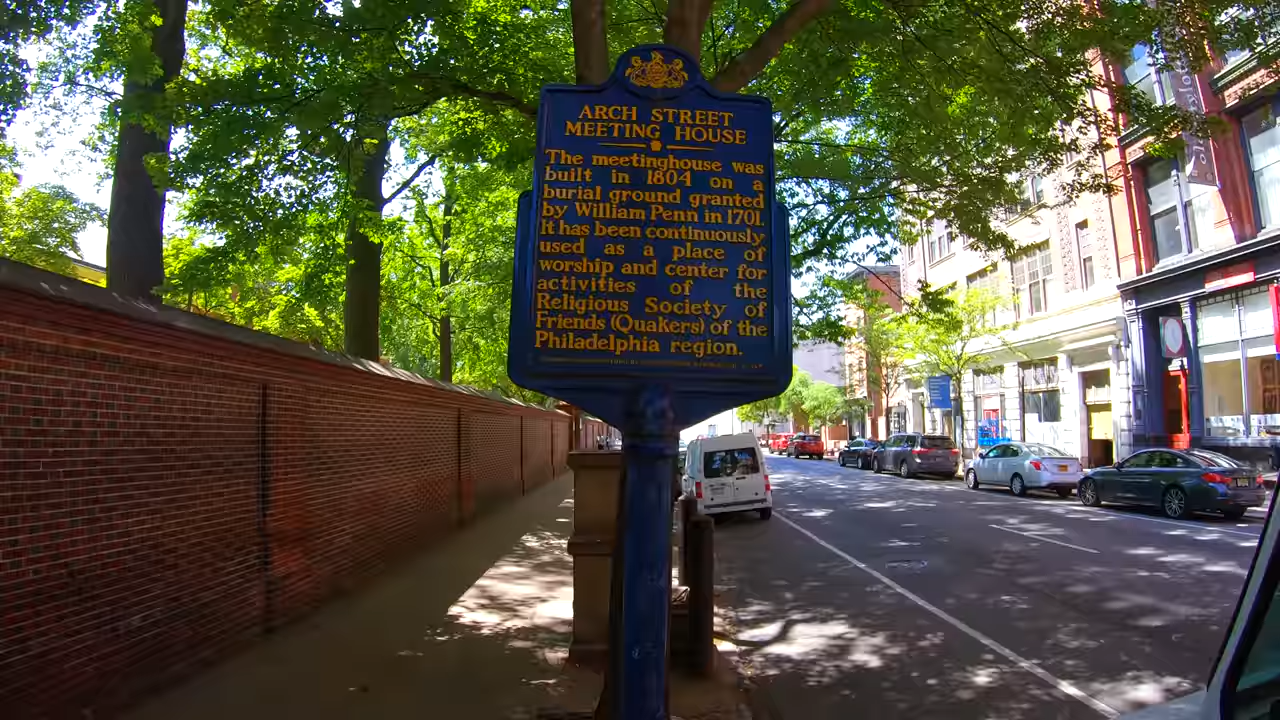 ARCH STREET
MEETING HOUSE
The meetinghouse was
built in 1804 on a
burial ground granted
by William Penn in 1701.
It has been continuously
used as a place of
worship and center for
activities of the
Religious Society of
Friends (Quakers) of the
Philadelphia region.